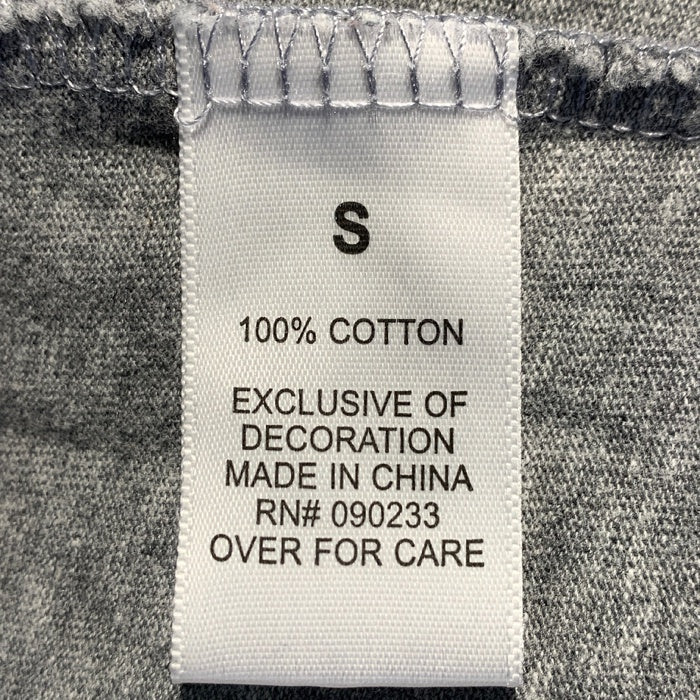 S
100% COTTON
EXCLUSIVE OF
DECORATION
MADE IN CHINA
RN# 090233
OVER FOR CARE